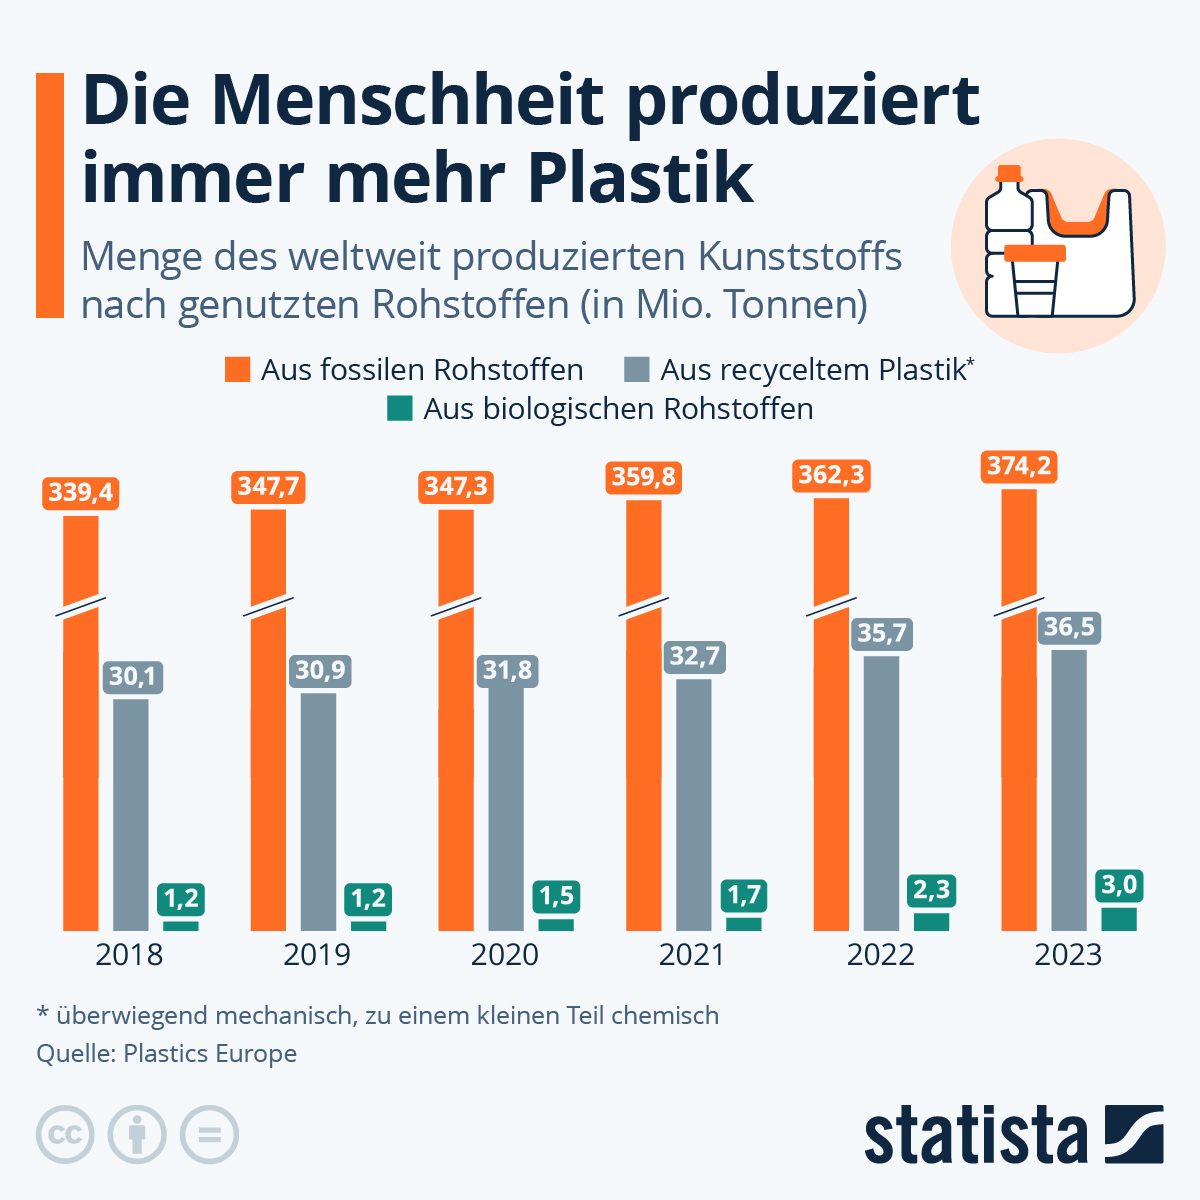 Die Menschheit produziert
immer mehr Plastik
Menge des weltweit produzierten Kunststoffs
nach genutzten Rohstoffen (in Mio. Tonnen)
Aus fossilen Rohstoffen Aus recyceltem Plastik*
Aus biologischen Rohstoffen
339,4 347,7 347,3 359,8 362,3 374,2
30,1 30,9 31,8 32,7 35,7 36,5
1,2 1,2 1,5 1,7 2,3 3,0
2018 2019 2020 2021 2022 2023
* überwiegend mechanisch, zu einem kleinen Teil chemisch
Quelle: Plastics Europe
cc = statista